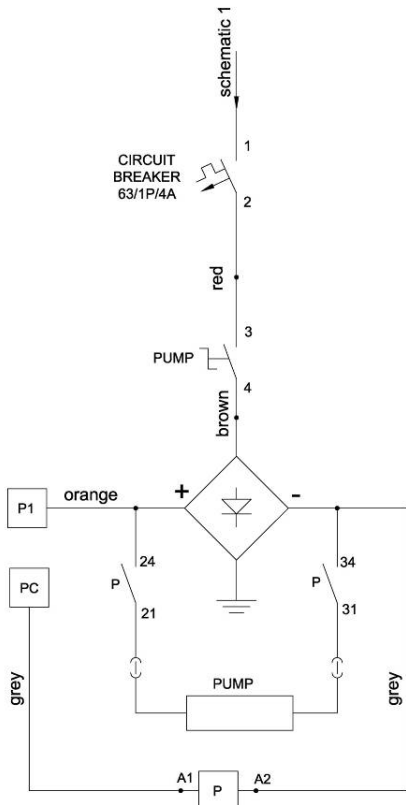 schematic 1
1
CIRCUIT
BREAKER
63/1P/4A
2
red
3
PUMP
4
brown
P1
orange
+
-
24
P
21
34
P
31
PC
grey
PUMP
grey
A1
P
A2